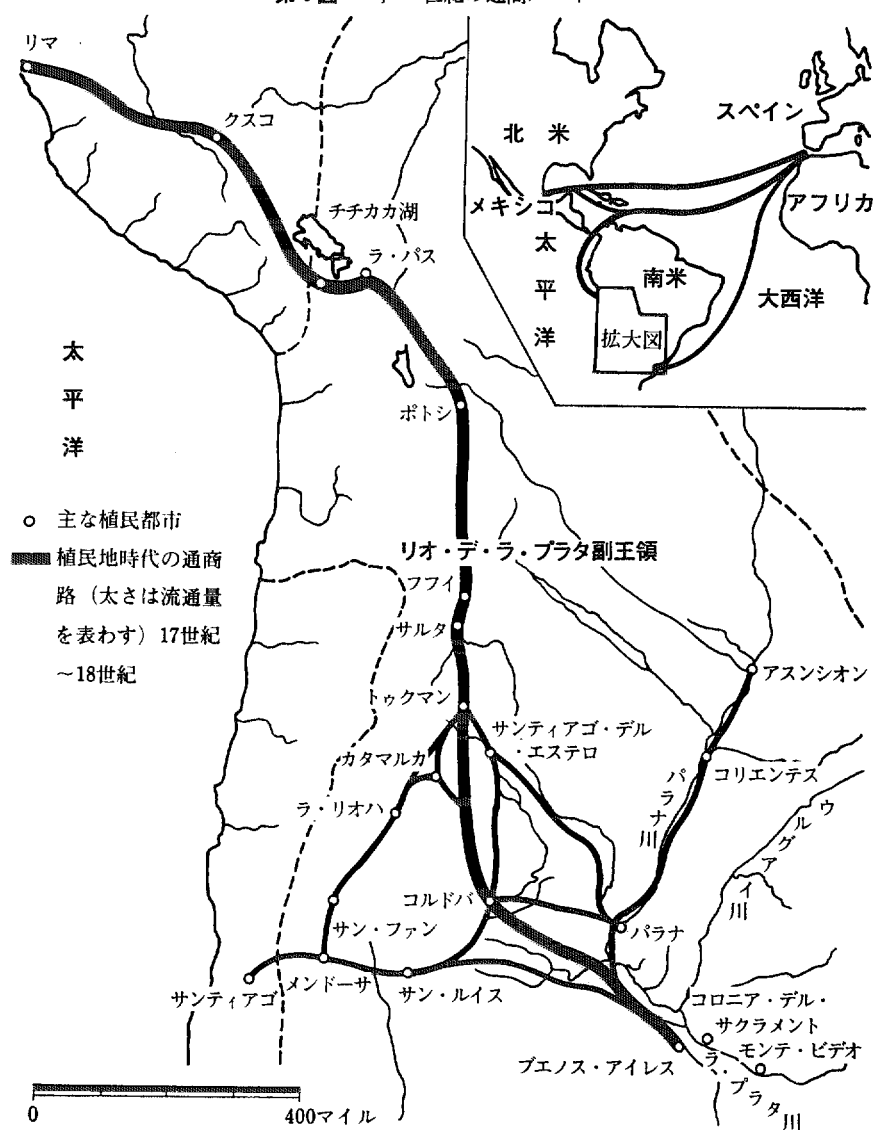 リマ
クスコ
チチカカ湖
ラ・パス
太
平
洋
ポトシ
北 米
スペイン
メキシコ
アフリカ
太
平
洋
南米
大西洋
拡大図
主な植民都市
植民地時代の通商
路（太さは流通量
を表わす）17世紀
～18世紀
リオ・デ・ラ・プラタ副王領
フフイ
サルタ
トゥクマン
アスンシオン
サンティアゴ・デル
・エステロ
カタマルカ
コリエンテス
パラナ川
ウルグアイ川
ラ・リオハ
コルドバ
パラナ
サン・ファン
サンティアゴ
メンドーサ
サン・ルイス
コロニア・デル・
サクラメント
モンテ・ビデオ
ブエノス・アイレス
ラ・プラタ川
0
400マイル